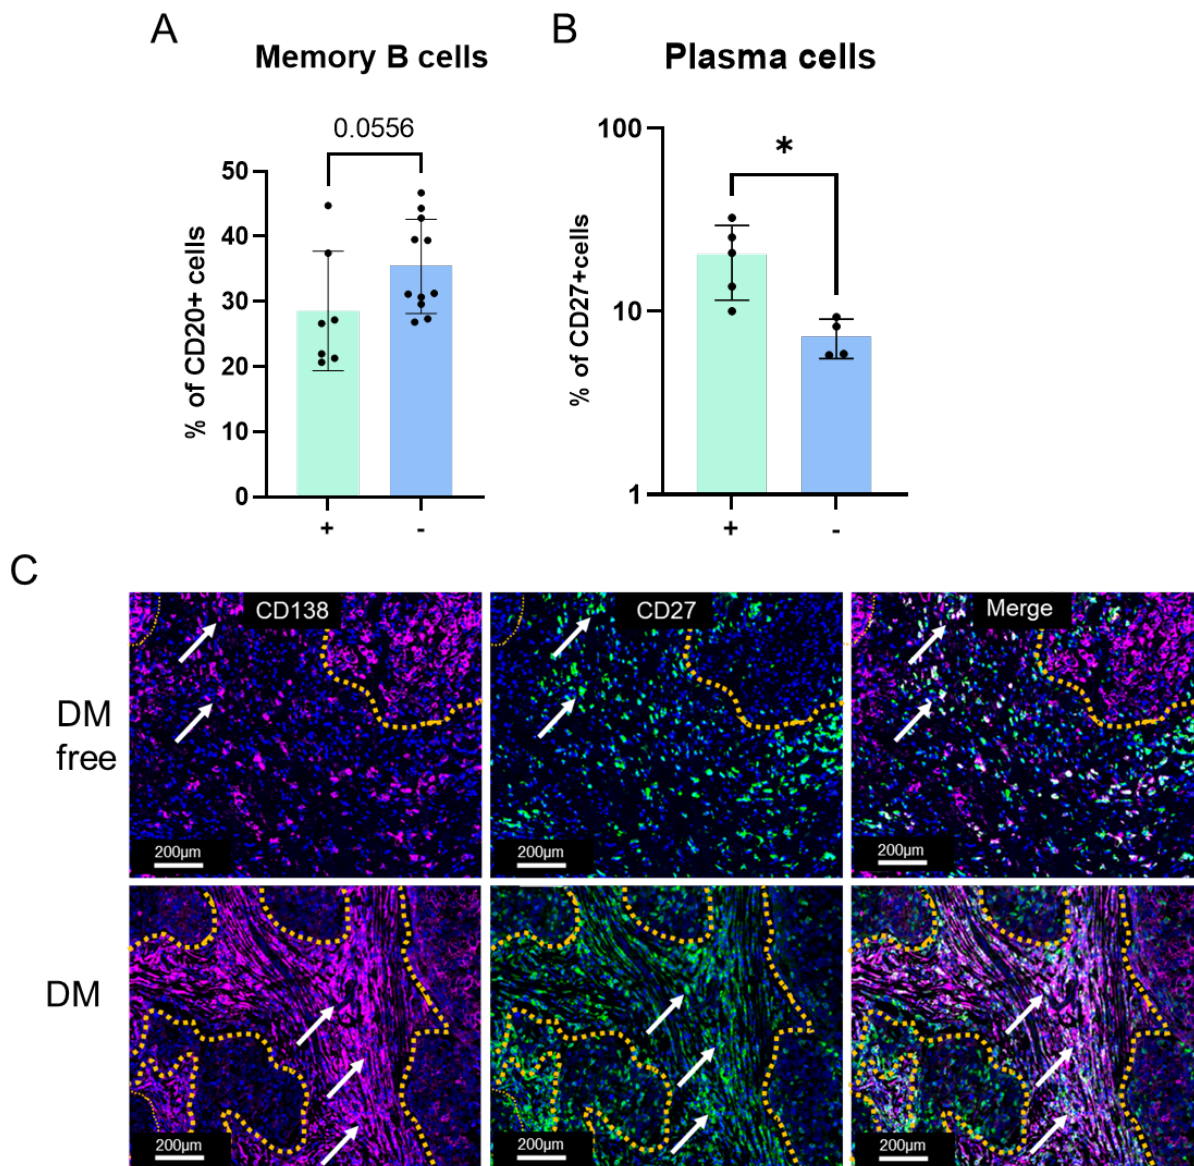 A
Memory B cells
0.0556
50
40
30
20
10
0
% of CD20+ cells
+
-
B
Plasma cells
*
100
10
1
% of CD27+cells
+
-
C
CD138
CD27
Merge
DM
free
200µm
200µm
200µm
DM
200µm
200µm
200µm